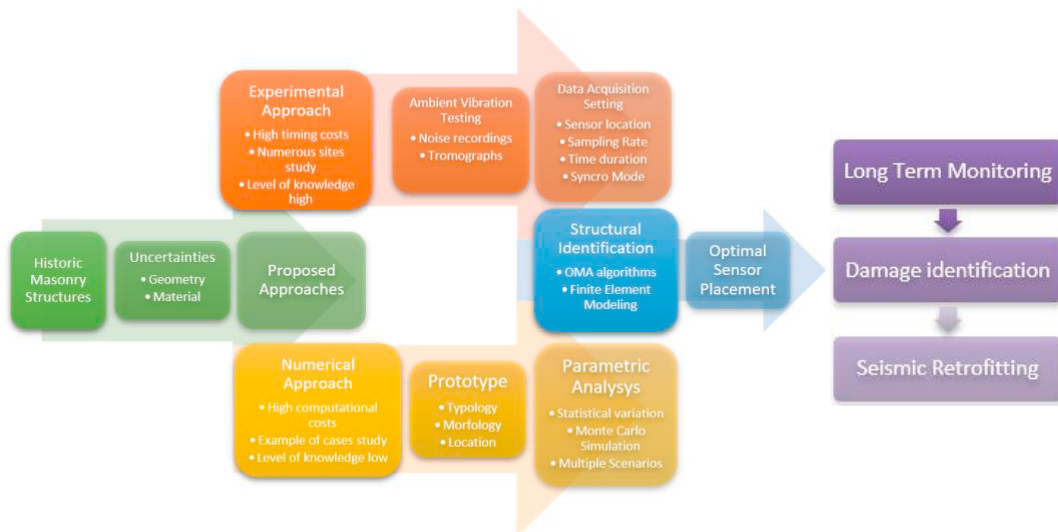 Historic
Masonry
Structures
Uncertainties
• Geometry
• Material
Proposed
Approaches
Experimental
Approach
• High timing costs
• Numerous sites
study
• Level of knowledge
high
Ambient Vibration
Testing
• Noise recordings
• Tromographs
Data Acquisition
Setting
• Sensor location
• Sampling Rate
• Time duration
• Syncro Mode
Numerical
Approach
• High computational
costs
• Example of cases study
• Level of knowledge low
Prototype
• Typology
• Morfology
• Location
Parametric
Analysys
• Statistical variation
• Monte Carlo
Simulation
• Multiple Scenarios
Structural
Identification
• OMA algorithms
• Finite Element
Modeling
Optimal
Sensor
Placement
Long Term Monitoring
Damage identification
Seismic Retrofitting